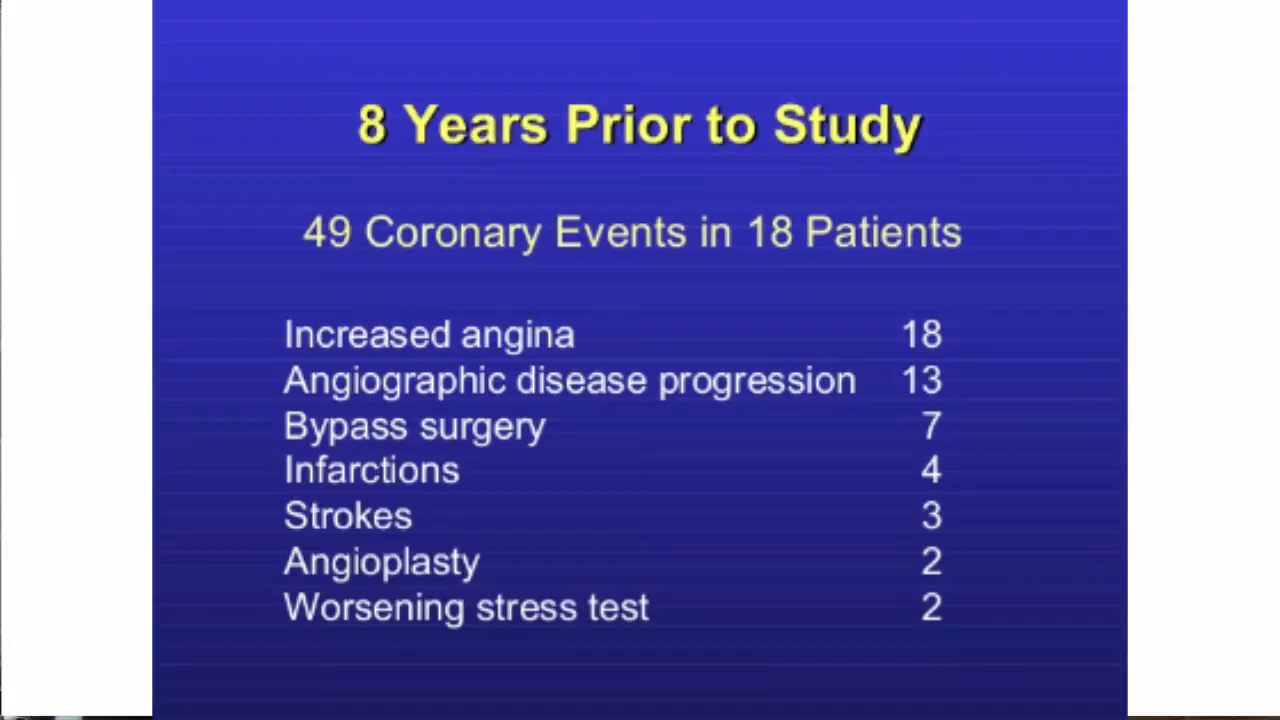 8 Years Prior to Study
49 Coronary Events in 18 Patients
Increased angina 18
Angiographic disease progression 13
Bypass surgery 7
Infarctions 4
Strokes 3
Angioplasty 2
Worsening stress test 2